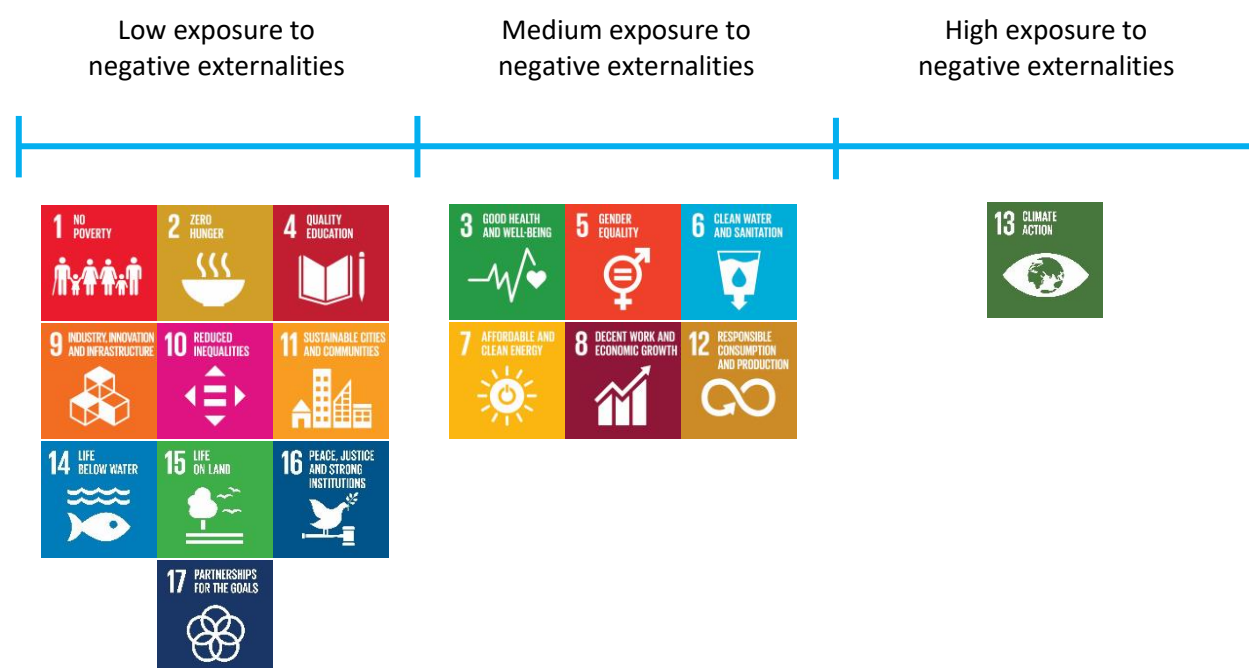 Low exposure to
negative externalities
Medium exposure to
negative externalities
High exposure to
negative externalities
1 NO
POVERTY
2 ZERO
HUNGER
4 QUALITY
EDUCATION
9 INDUSTRY, INNOVATION
AND INFRASTRUCTURE
10 REDUCED
INEQUALITIES
11 SUSTAINABLE CITIES
AND COMMUNITIES
14 LIFE
BELOW WATER
15 LIFE
ON LAND
16 PEACE, JUSTICE
AND STRONG
INSTITUTIONS
17 PARTNERSHIPS
FOR THE GOALS
3 GOOD HEALTH
AND WELL-BEING
5 GENDER
EQUALITY
6 CLEAN WATER
AND SANITATION
7 AFFORDABLE AND
CLEAN ENERGY
8 DECENT WORK AND
ECONOMIC GROWTH
12 RESPONSIBLE
CONSUMPTION
AND PRODUCTION
13 CLIMATE
ACTION